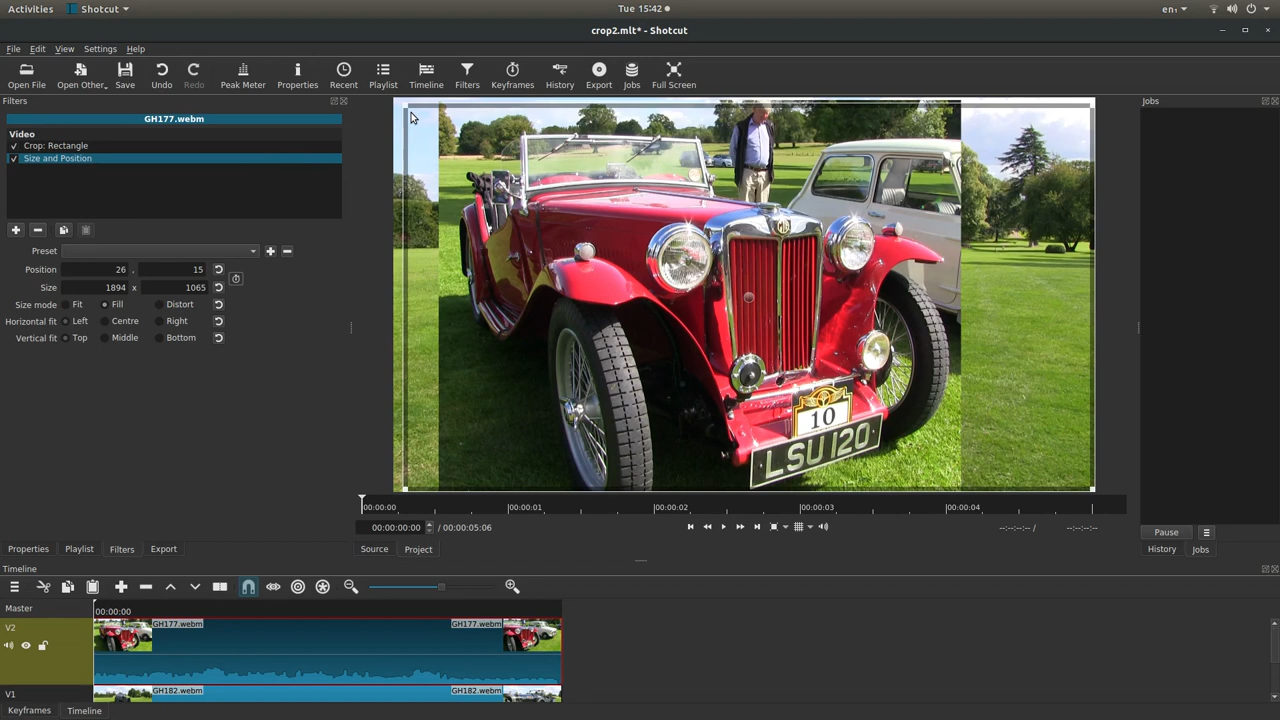 Activities Shotcut Tue 15:42 en₁
crop2.mlt* - Shotcut
File Edit View Settings Help
Open File Open Other.. Save Undo Redo Peak Meter Properties Recent Playlist Timeline Filters Keyframes History Export Jobs Full Screen
Filters
Jobs
GH177.webm
Video
✓ Crop: Rectangle
✓ Size and Position
Preset
Position 26 , 15
Size 1894 x 1065
Size mode Fit Fill Distort
Horizontal fit Left Centre Right
Vertical fit Top Middle Bottom
MG
10
LSU 120
00:00:00 00:00:01 00:00:02 00:00:03 00:00:04
00:00:00:00 / 00:00:05:06 --:--:--:-- / --:--:--:--
Pause
Properties Playlist Filters Export
Source Project
History Jobs
Timeline
Master
00:00:00
V2
GH177.webm GH177.webm
V1
GH182.webm GH182.webm
Keyframes Timeline